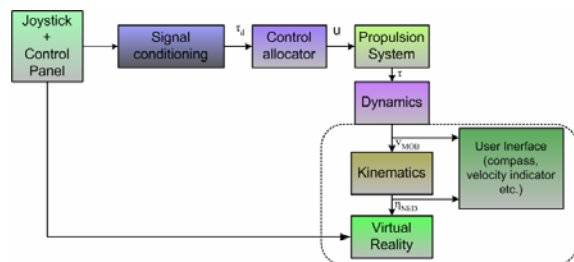 Joystick
+
Control
Panel
Signal
conditioning
τd
Control
allocator
u
Propulsion
System
τ
Dynamics
νMOB
Kinematics
ηNED
Virtual
Reality
User Inerface
(compass,
velocity indicator
etc.)